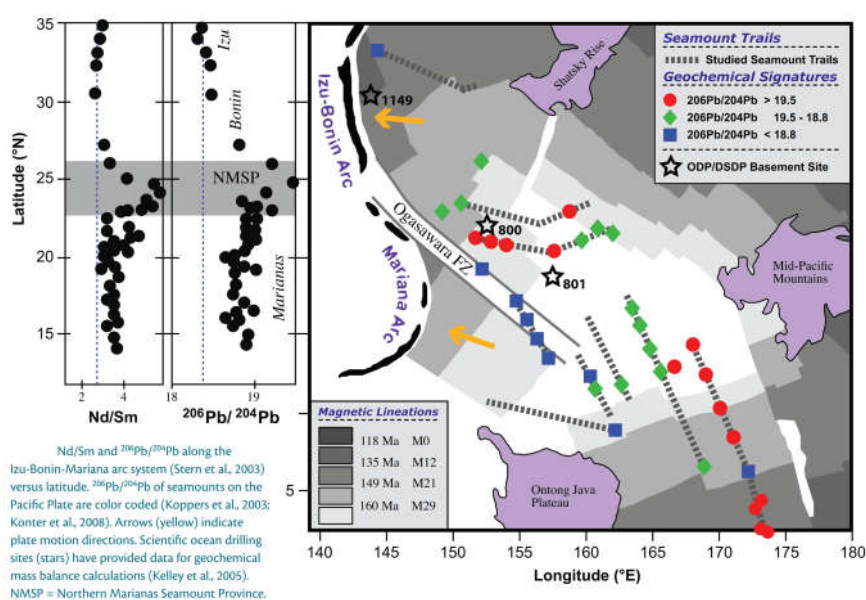 35
30
25
20
15
Latitude (°N)
Izu
Bonin
NMSP
Marianas
2
4
18
19
Nd/Sm
206Pb/ 204Pb
Nd/Sm and 206Pb/204Pb along the
Izu-Bonin-Mariana arc system (Stern et al., 2003)
versus latitude. 206Pb/204Pb of seamounts on the
Pacific Plate are color coded (Koppers et al., 2003;
Konter et al., 2008). Arrows (yellow) indicate
plate motion directions. Scientific ocean drilling
sites (stars) have provided data for geochemical
mass balance calculations (Kelley et al., 2005).
NMSP = Northern Marianas Seamount Province.
Izu-Bonin Arc
Mariana Arc
1149
Shatsky Rise
Ogasawara FZ
800
801
Mid-Pacific
Mountains
Ontong Java
Plateau
Seamount Trails
Studied Seamount Trails
Geochemical Signatures
206Pb/204Pb > 19.5
206Pb/204Pb 19.5 - 18.8
206Pb/204Pb < 18.8
ODP/DSDP Basement Site
Magnetic Lineations
118 Ma M0
135 Ma M12
149 Ma M21
160 Ma M29
5
140
145
150
155
160
165
170
175
180
Longitude (°E)